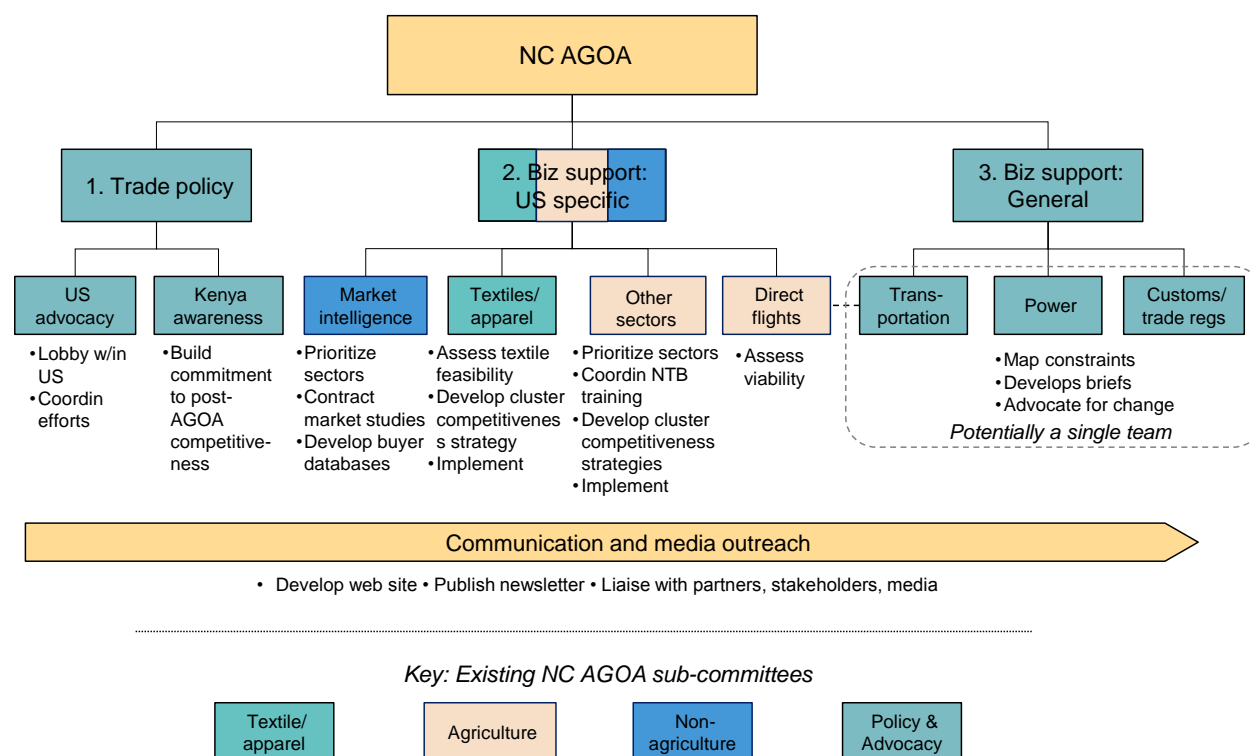 NC AGOA
1. Trade policy
2. Biz support:
US specific
3. Biz support:
General
US
advocacy
Kenya
awareness
Market
intelligence
Textiles/
apparel
Other
sectors
Direct
flights
Trans-
portation
Power
Customs/
trade regs
•Lobby w/in
US
•Coordin
efforts
•Build
commitment
to post-
AGOA
competitive-
ness
•Prioritize
sectors
•Contract
market studies
•Develop buyer
databases
•Assess textile
feasibility
•Develop cluster
competitivenes
s strategy
•Implement
•Prioritize sectors
•Coordin NTB
training
•Develop cluster
competitiveness
strategies
•Implement
•Assess
viability
•Map constraints
•Develops briefs
•Advocate for change
Potentially a single team
Communication and media outreach
• Develop web site • Publish newsletter • Liaise with partners, stakeholders, media
Key: Existing NC AGOA sub-committees
Textile/
apparel
Agriculture
Non-
agriculture
Policy &
Advocacy